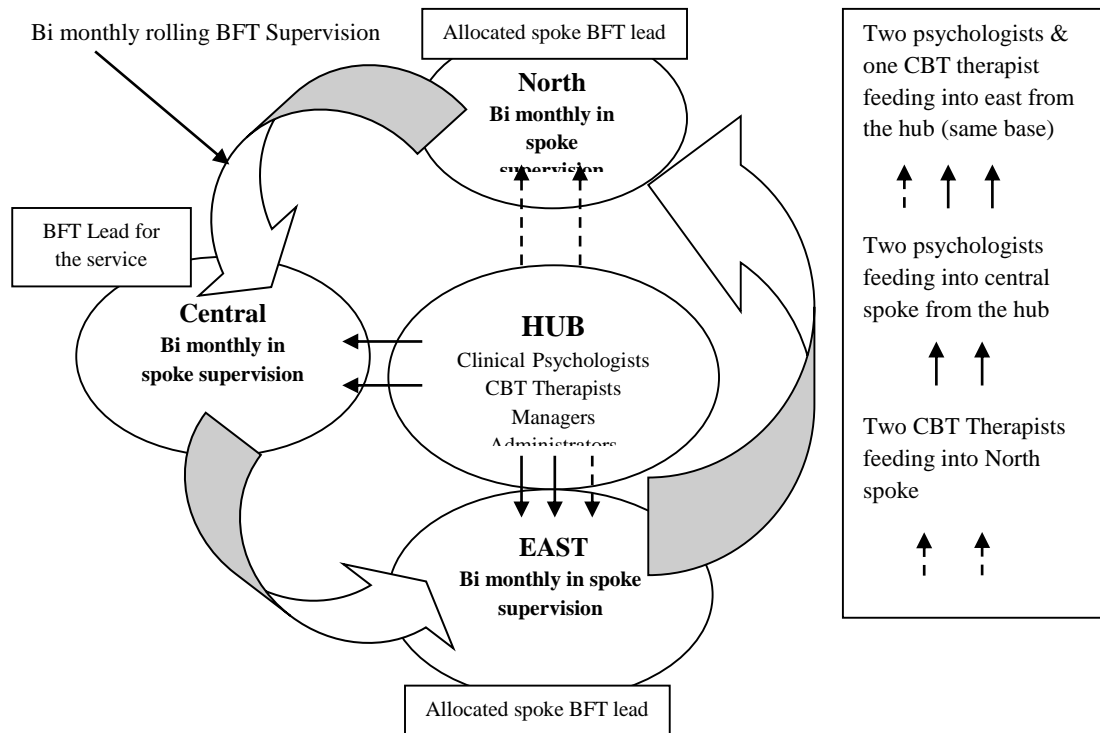 Bi monthly rolling BFT Supervision
Allocated spoke BFT lead
North
Bi monthly in
spoke
supervision
BFT Lead for
the service
Central
Bi monthly in
spoke supervision
HUB
Clinical Psychologists
CBT Therapists
Managers
Administrators
EAST
Bi monthly in spoke
supervision
Allocated spoke BFT lead
Two psychologists &
one CBT therapist
feeding into east from
the hub (same base)
Two psychologists
feeding into central
spoke from the hub
Two CBT Therapists
feeding into North
spoke